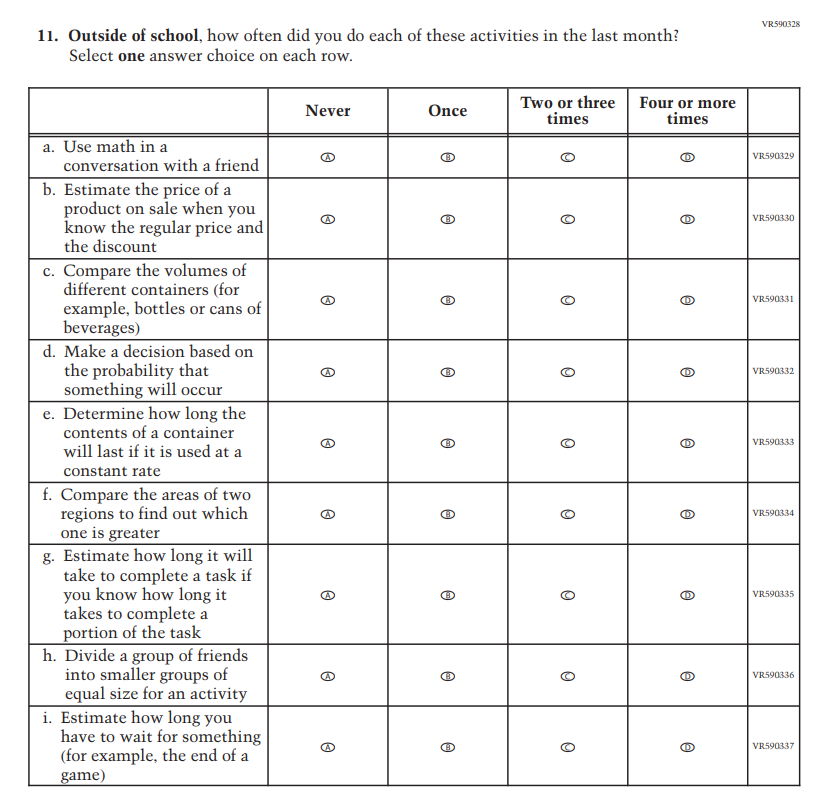 VR590328
11. Outside of school, how often did you do each of these activities in the last month?
Select one answer choice on each row.
Never
Once
Two or three
times
Four or more
times
a. Use math in a
conversation with a friend
A B C D VR590329
b. Estimate the price of a
product on sale when you
know the regular price and
the discount
A B C D VR590330
c. Compare the volumes of
different containers (for
example, bottles or cans of
beverages)
A B C D VR590331
d. Make a decision based on
the probability that
something will occur
A B C D VR590332
e. Determine how long the
contents of a container
will last if it is used at a
constant rate
A B C D VR590333
f. Compare the areas of two
regions to find out which
one is greater
A B C D VR590334
g. Estimate how long it will
take to complete a task if
you know how long it
takes to complete a
portion of the task
A B C D VR590335
h. Divide a group of friends
into smaller groups of
equal size for an activity
A B C D VR590336
i. Estimate how long you
have to wait for something
(for example, the end of a
game)
A B C D VR590337